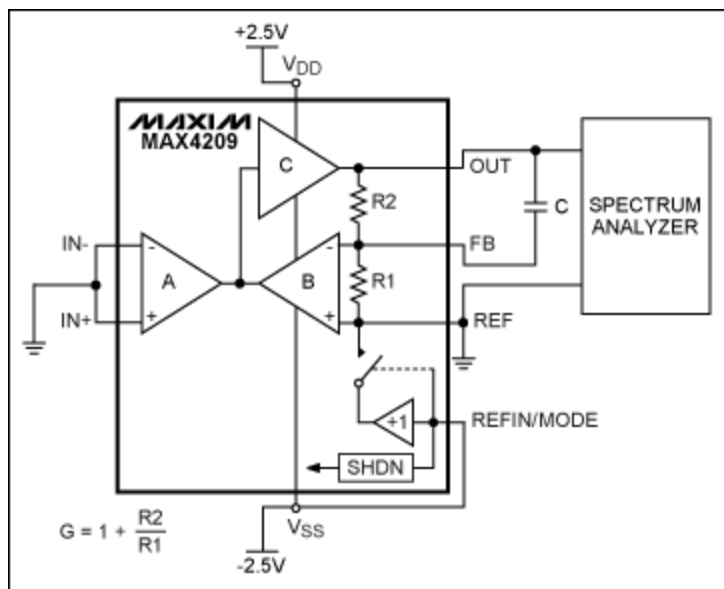 +2.5V
VDD
MAXIM
MAX4209
C
OUT
R2
C
SPECTRUM
ANALYZER
IN-
-
A
B
-
FB
R1
IN+
+
+
REF
+1
REFIN/MODE
SHDN
G = 1 + R2/R1
VSS
-2.5V